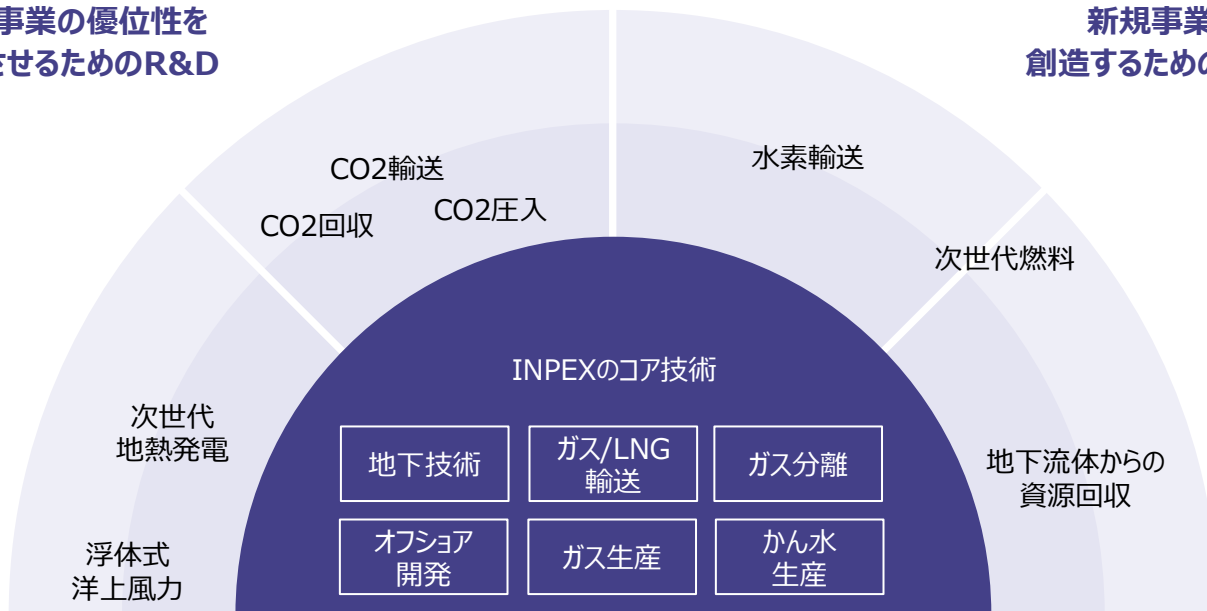 事業の優位性を
させるためのR&D
新規事業
創造するための
CO2輸送
CO2回収
CO2圧入
水素輸送
次世代燃料
次世代
地熱発電
浮体式
洋上風力
地下流体からの
資源回収
INPEXのコア技術
地下技術
ガス/LNG
輸送
ガス分離
オフショア
開発
ガス生産
かん水
生産